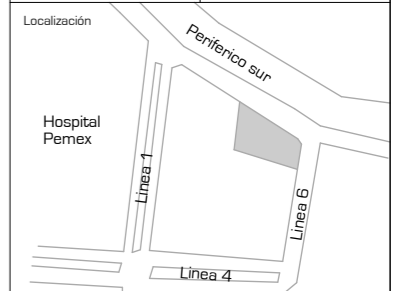 Localización
Periferico sur
Hospital
Pemex
Linea 1
Linea 6
Linea 4